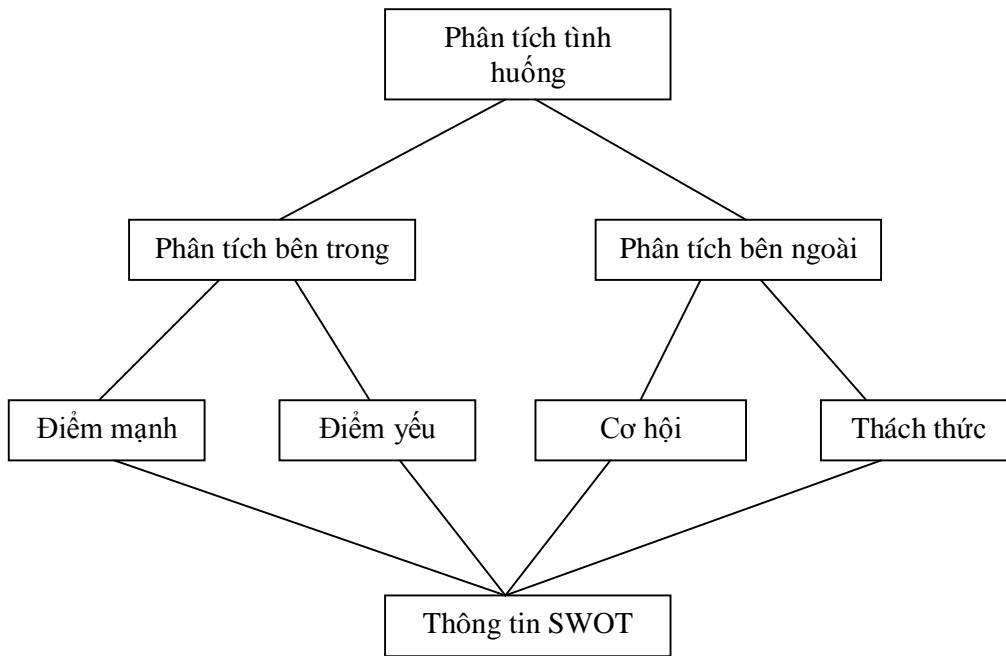 Phân tích tình
huống
Phân tích bên trong
Phân tích bên ngoài
Điểm mạnh
Điểm yếu
Cơ hội
Thách thức
Thông tin SWOT